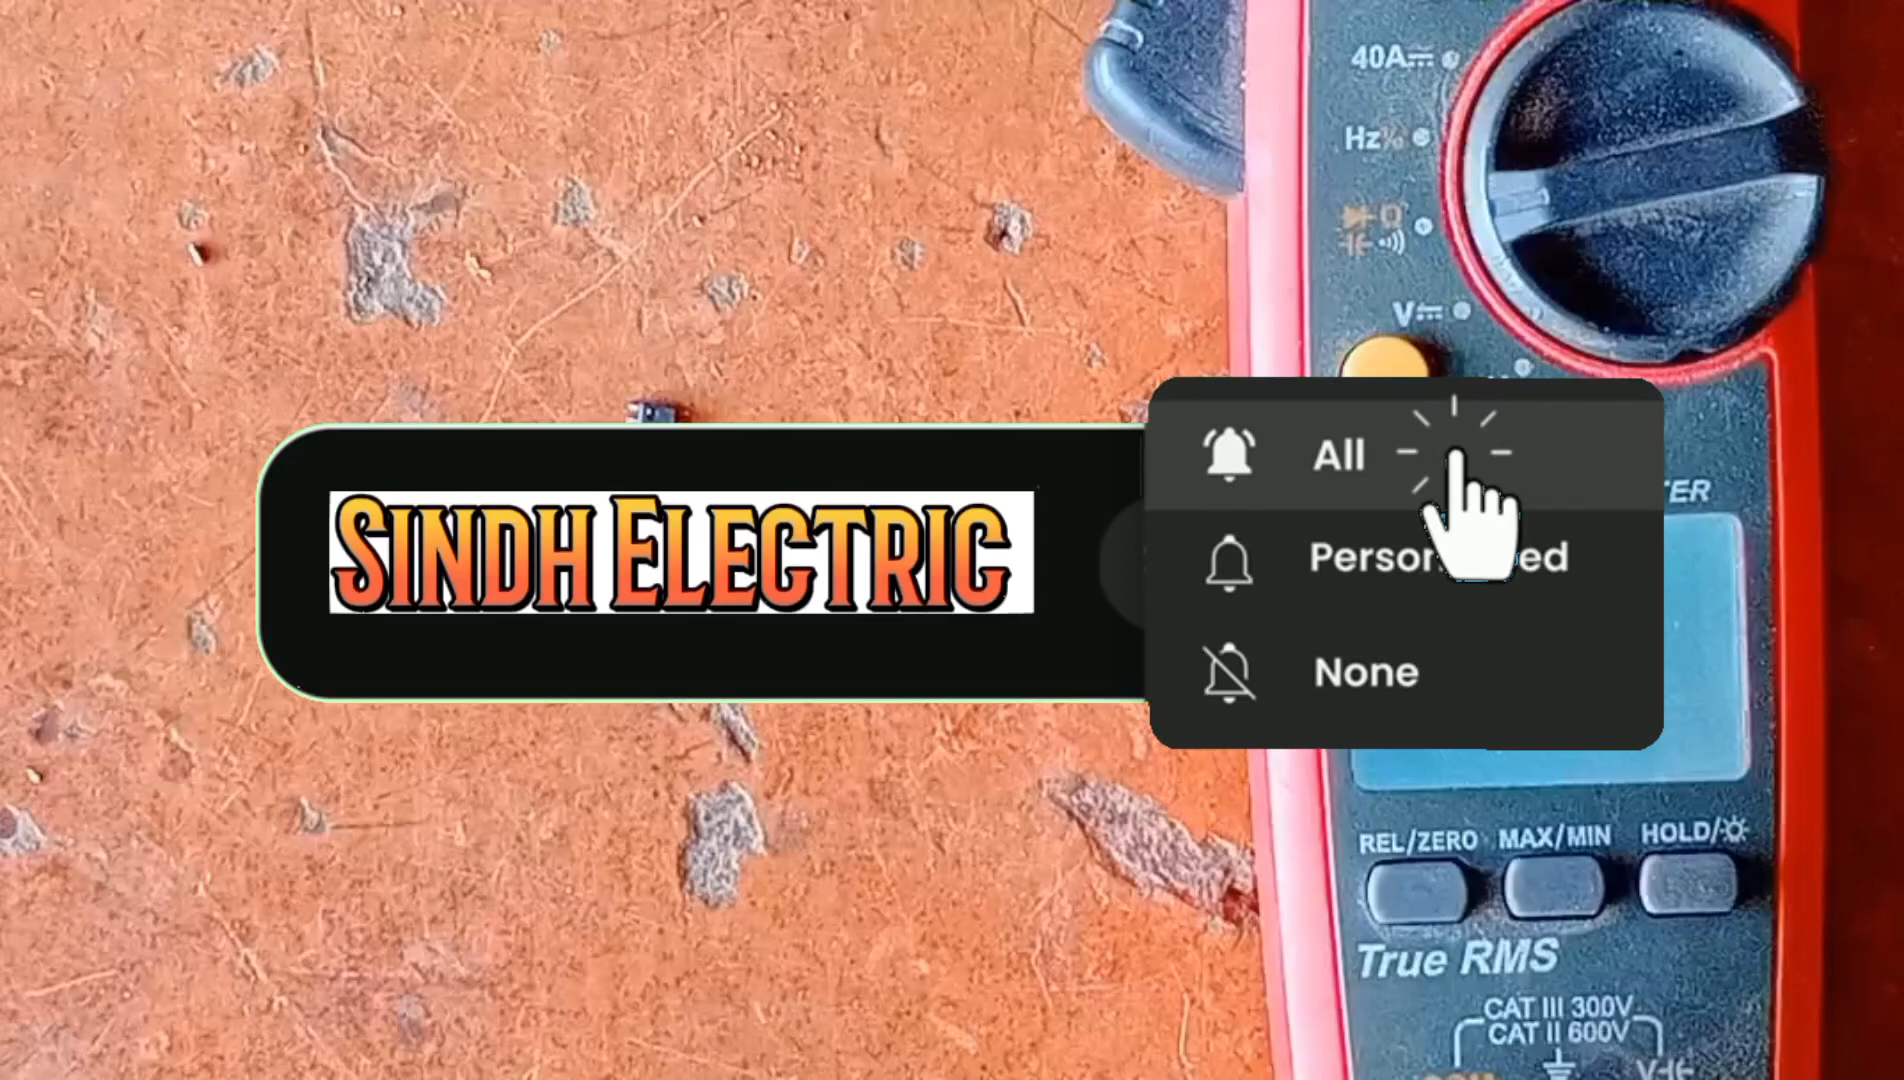 40A
Hz%
V
SINDH ELECTRIC
All
None
REL/ZERO MAX/MIN HOLD/
True RMS
CAT III 300V
CAT II 600V